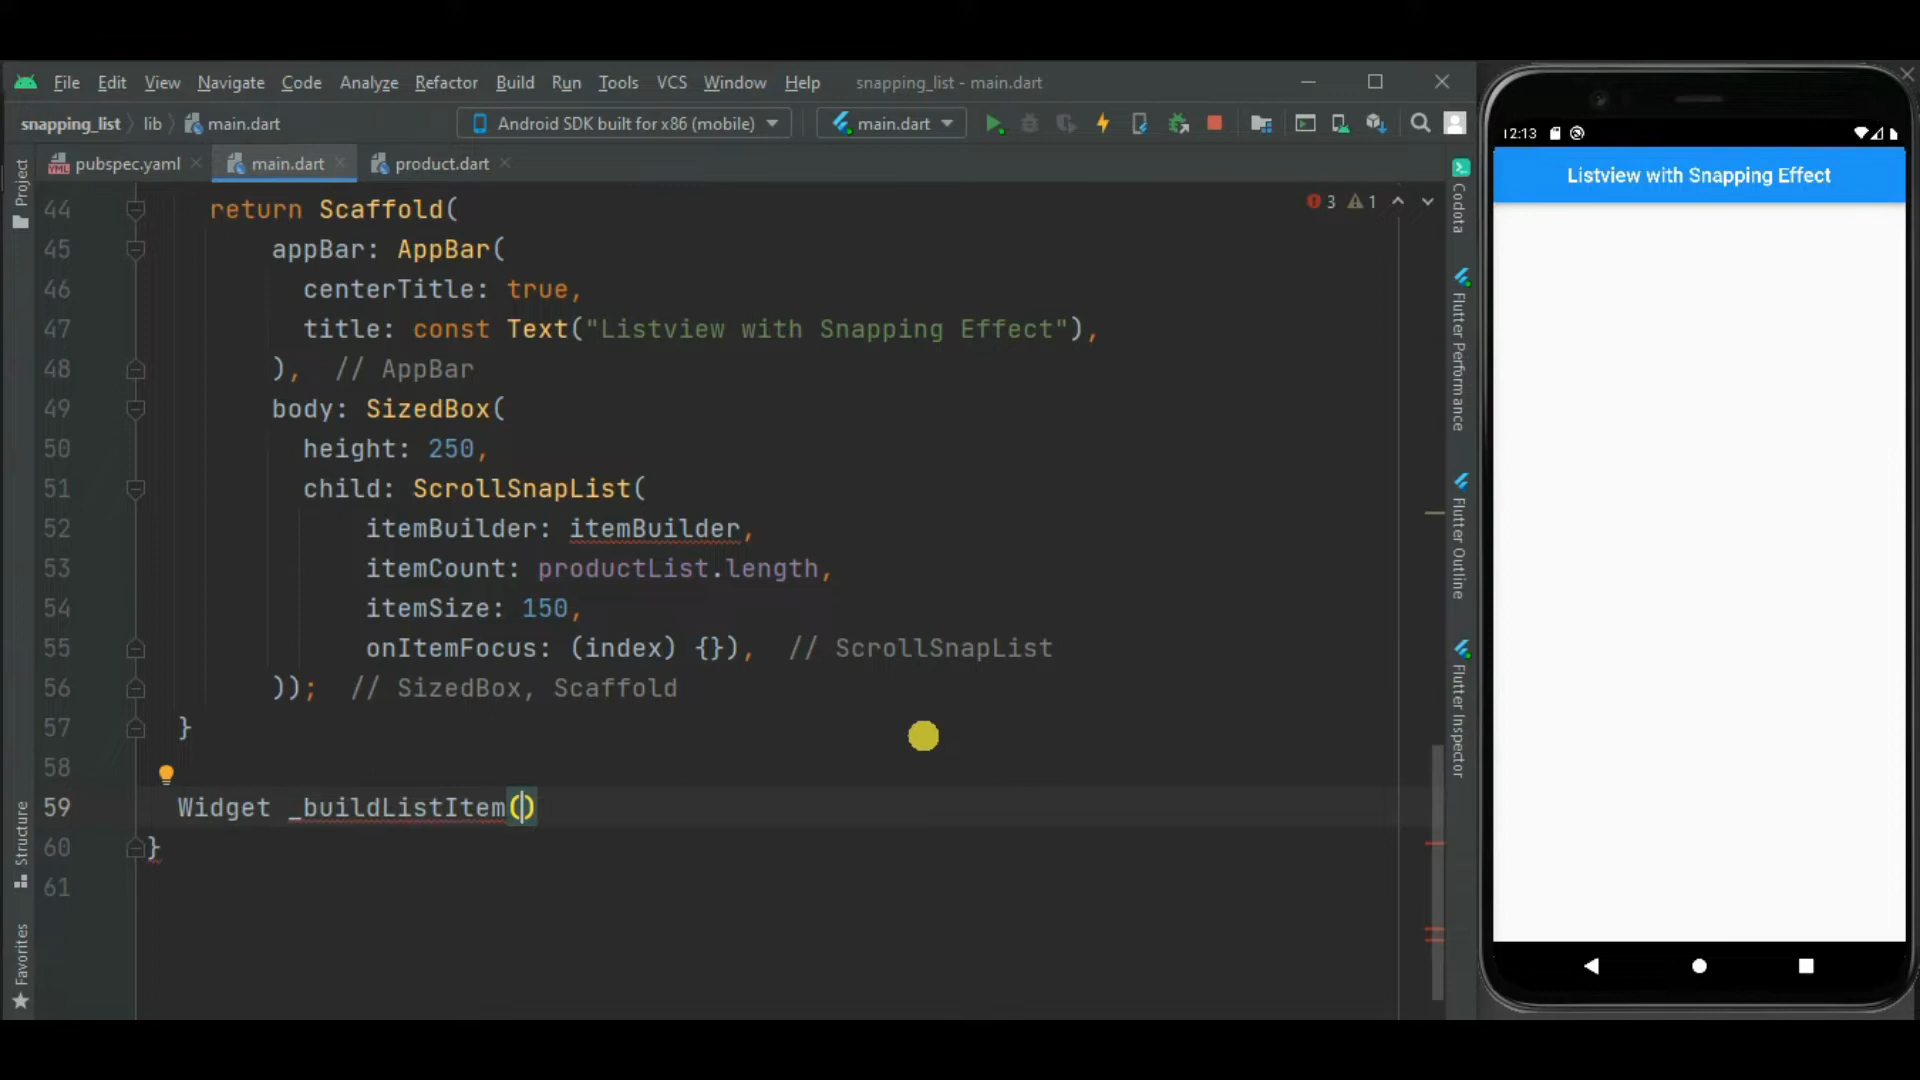 File Edit View Navigate Code Analyze Refactor Build Run Tools VCS Window Help snapping_list - main.dart
snapping_list lib main.dart Android SDK built for x86 (mobile) main.dart
pubspec.yaml main.dart product.dart
Project
Structure
Favorites
44 return Scaffold(
45 appBar: AppBar(
46 centerTitle: true,
47 title: const Text("Listview with Snapping Effect"),
48 ), // AppBar
49 body: SizedBox(
50 height: 250,
51 child: ScrollSnapList(
52 itemBuilder: itemBuilder,
53 itemCount: productList.length,
54 itemSize: 150,
55 onItemFocus: (index) {}), // ScrollSnapList
56 )); // SizedBox, Scaffold
57 }
58
59 Widget _buildListItem()
60 }
61
3 1
Codota
Flutter Performance
Flutter Outline
Flutter Inspector
12:13
Listview with Snapping Effect